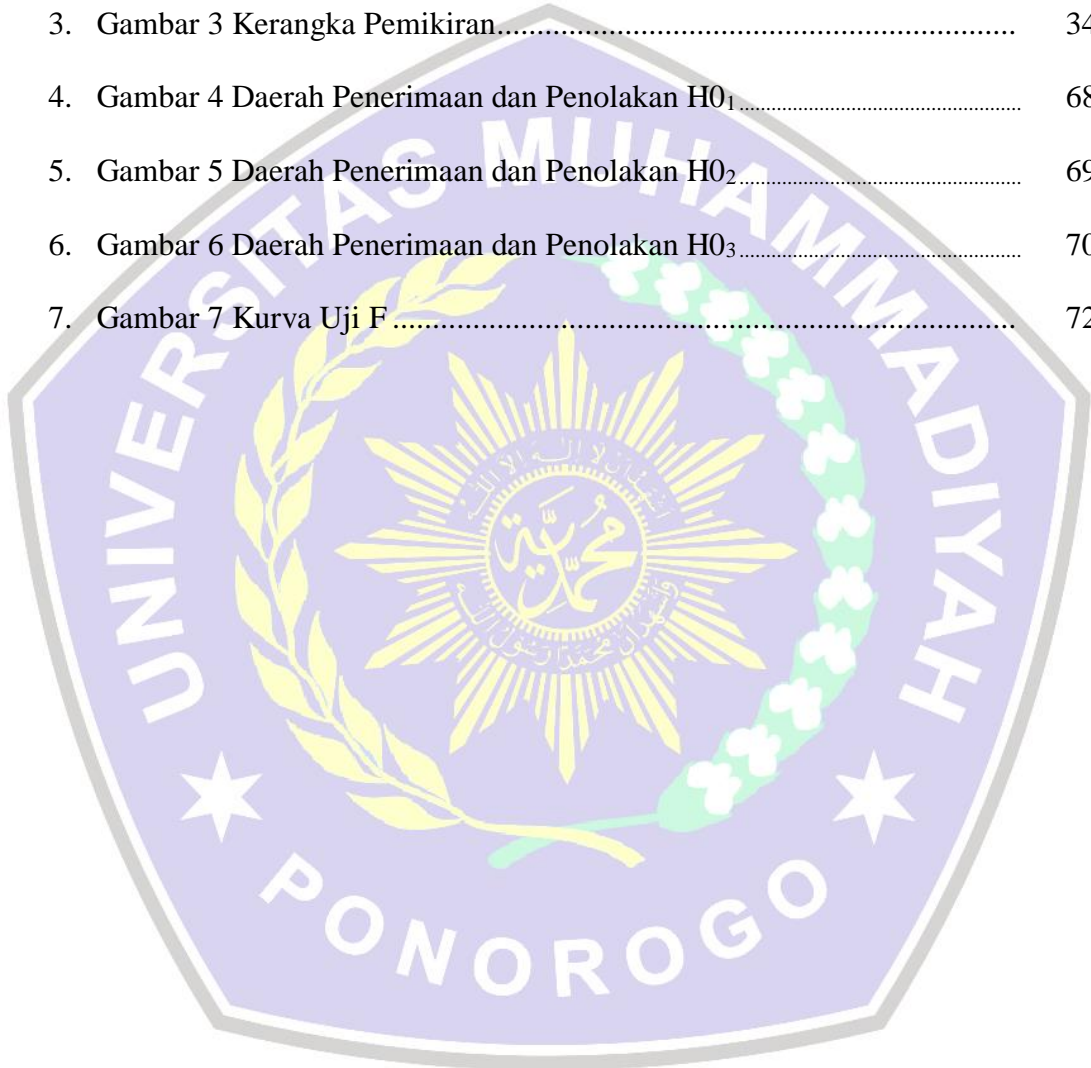 3. Gambar 3 Kerangka Pemikiran........................................................................ 34
4. Gambar 4 Daerah Penerimaan dan Penolakan H0₁........................................ 68
5. Gambar 5 Daerah Penerimaan dan Penolakan H0₂........................................ 69
6. Gambar 6 Daerah Penerimaan dan Penolakan H0₃........................................ 70
7. Gambar 7 Kurva Uji F........................................................................................ 72
UNIVERSITAS MUHAMMADIYAH
PONOROGO
محمدية